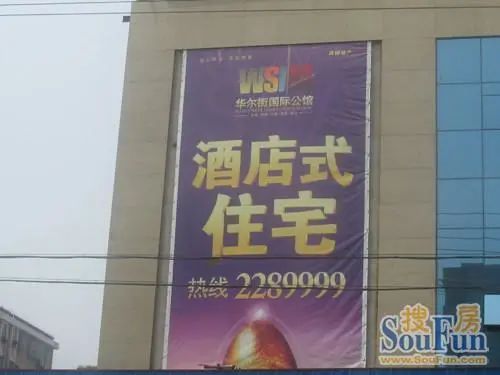 WSI
华尔街国际公馆
酒店式
住宅
热线 2289999
搜房
SouFun
www.SouFun.com